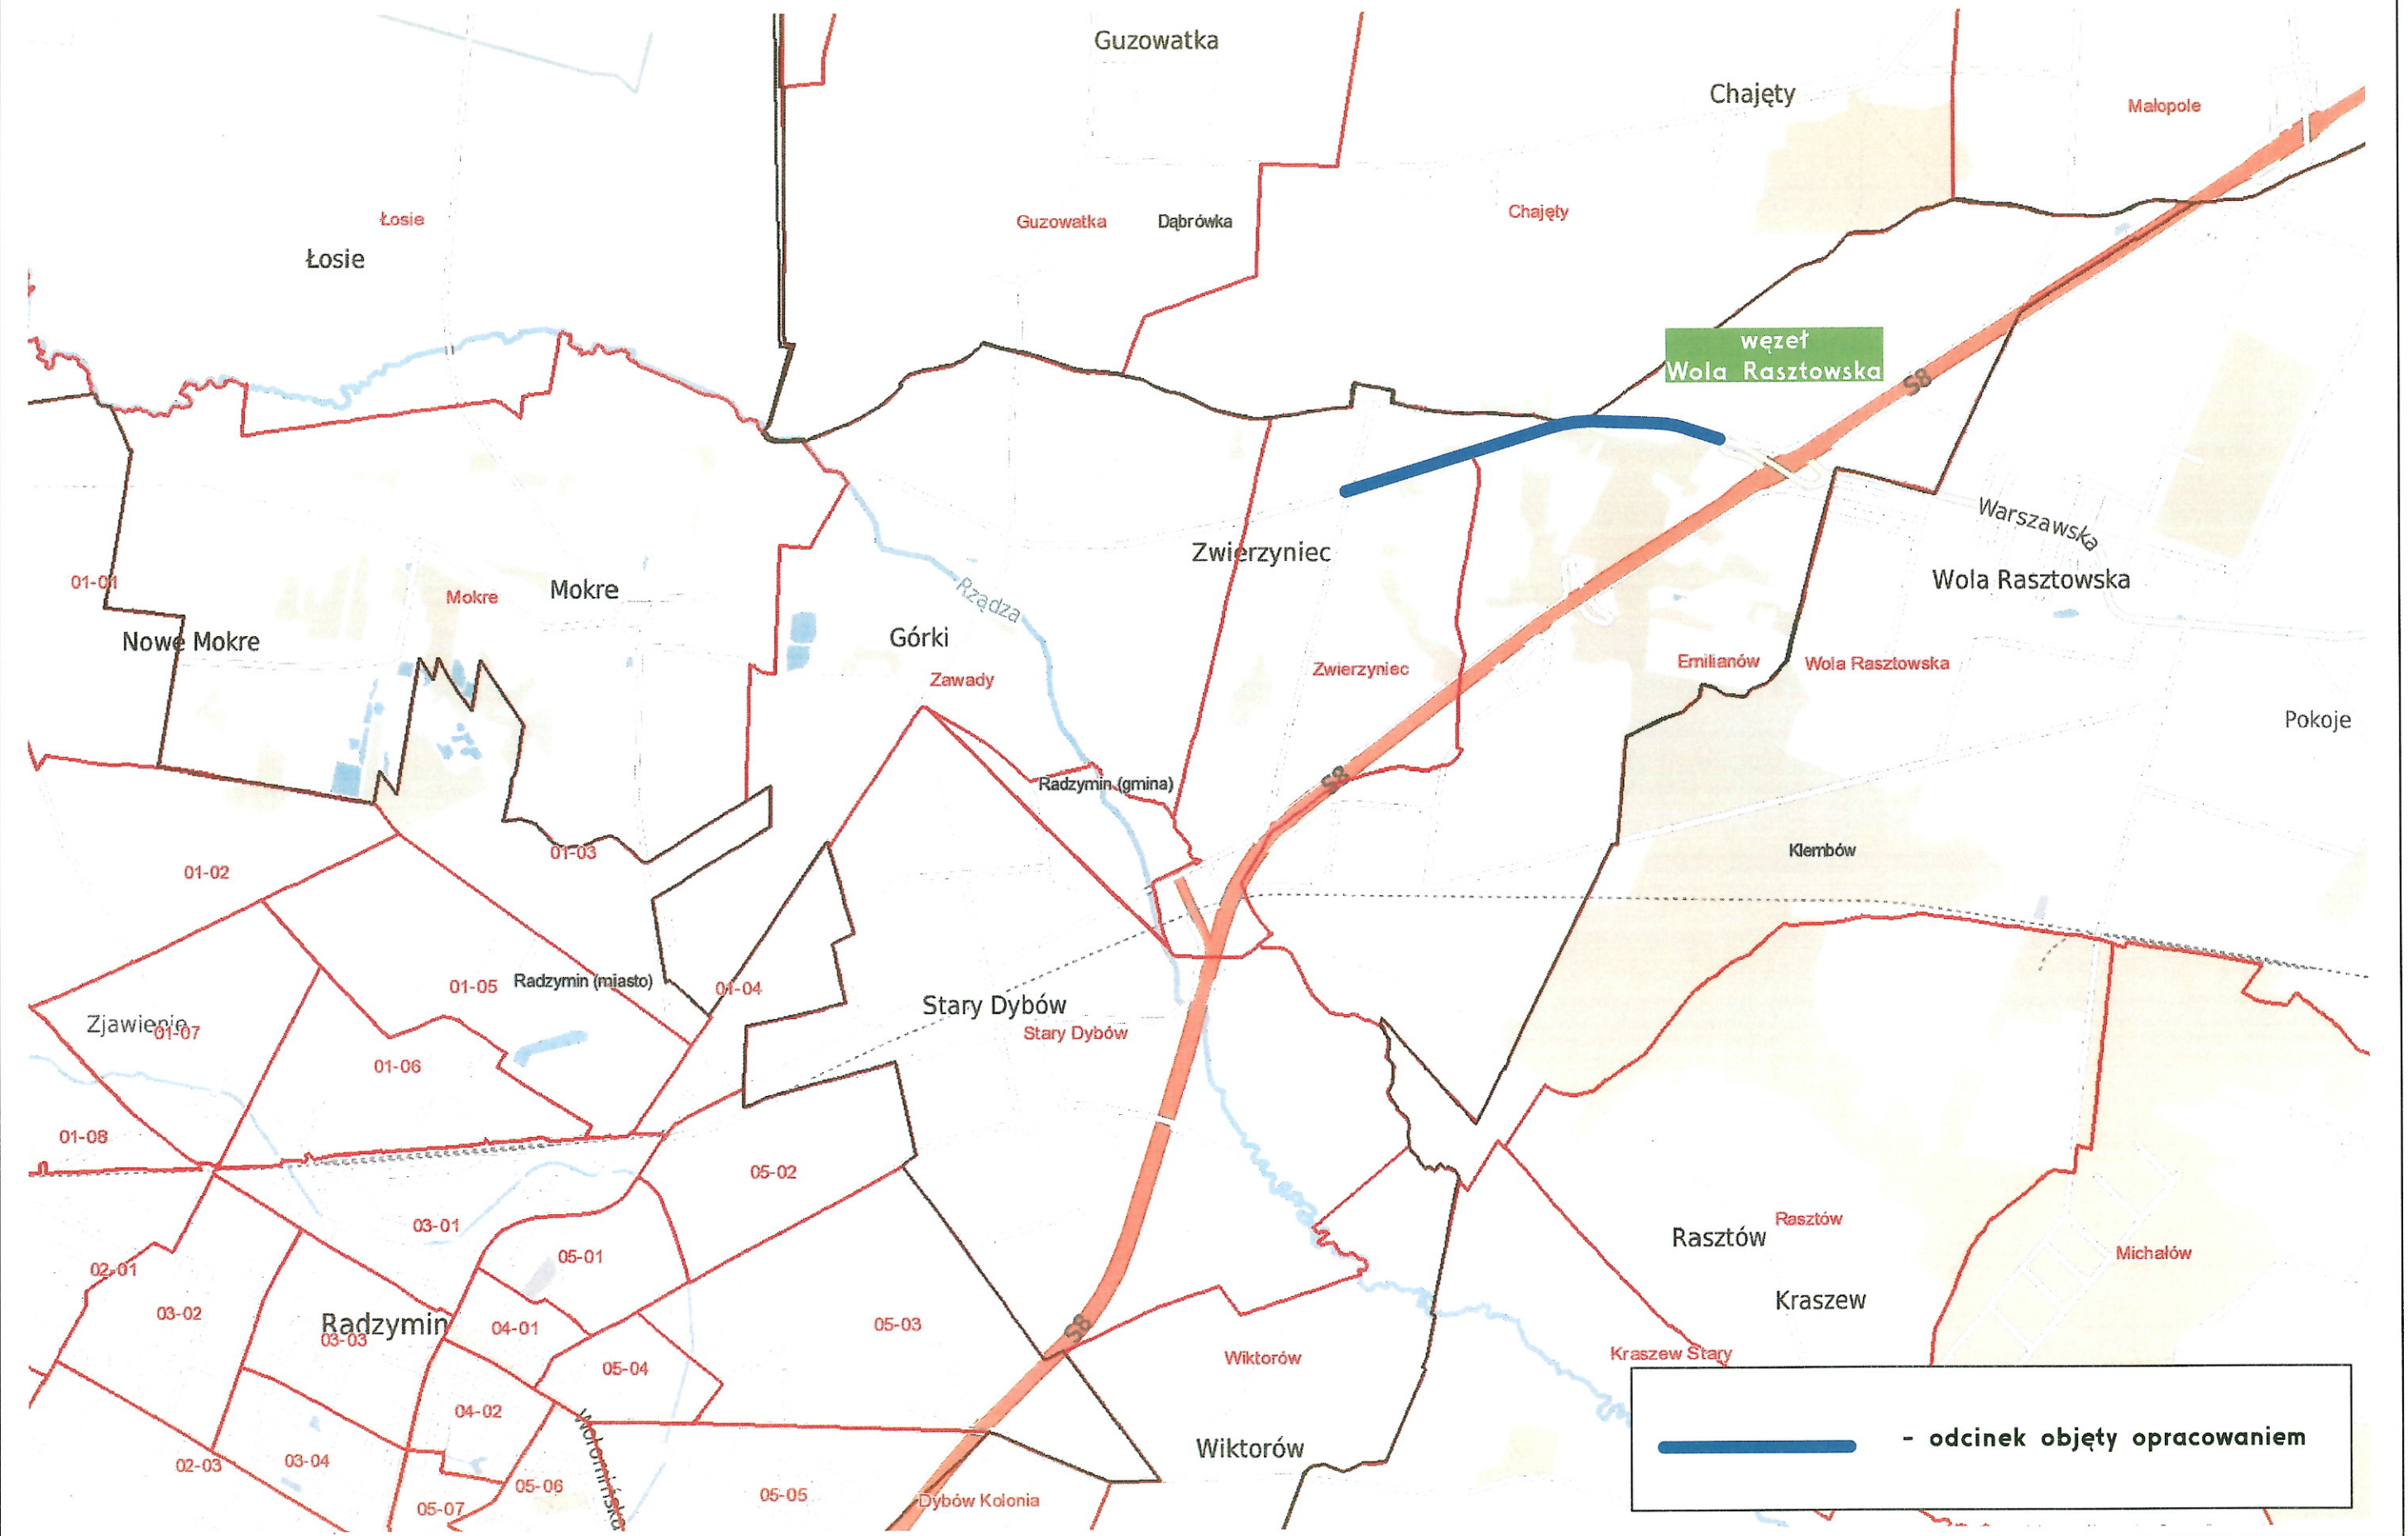 Guzowatka
Chajęty
Małopole
Łosie
Guzowatka
Dąbrówka
Chajęty
Łosie
węzeł
Wola Rasztowska
S8
Warszawska
Zwierzyniec
01-01
Mokre
Mokre
Rządza
Wola Rasztowska
Nowe Mokre
Górki
Zawady
Zwierzyniec
Emilianów
Wola Rasztowska
Pokoje
S8
Radzymin (gmina)
01-02
01-03
Klembów
01-05
Radzymin (miasto)
01-04
Stary Dybów
Stary Dybów
Zjawienie
01-07
01-06
01-08
05-02
03-01
05-01
Rasztów
Rasztów
Michałów
02-01
03-02
Radzymin
03-03
04-01
05-03
S8
Kraszew
Wiktorów
Kraszew Stary
05-04
04-02
Wołomińska
Wiktorów
- odcinek objęty opracowaniem
02-03
03-04
05-06
05-07
05-05
Dybów Kolonia